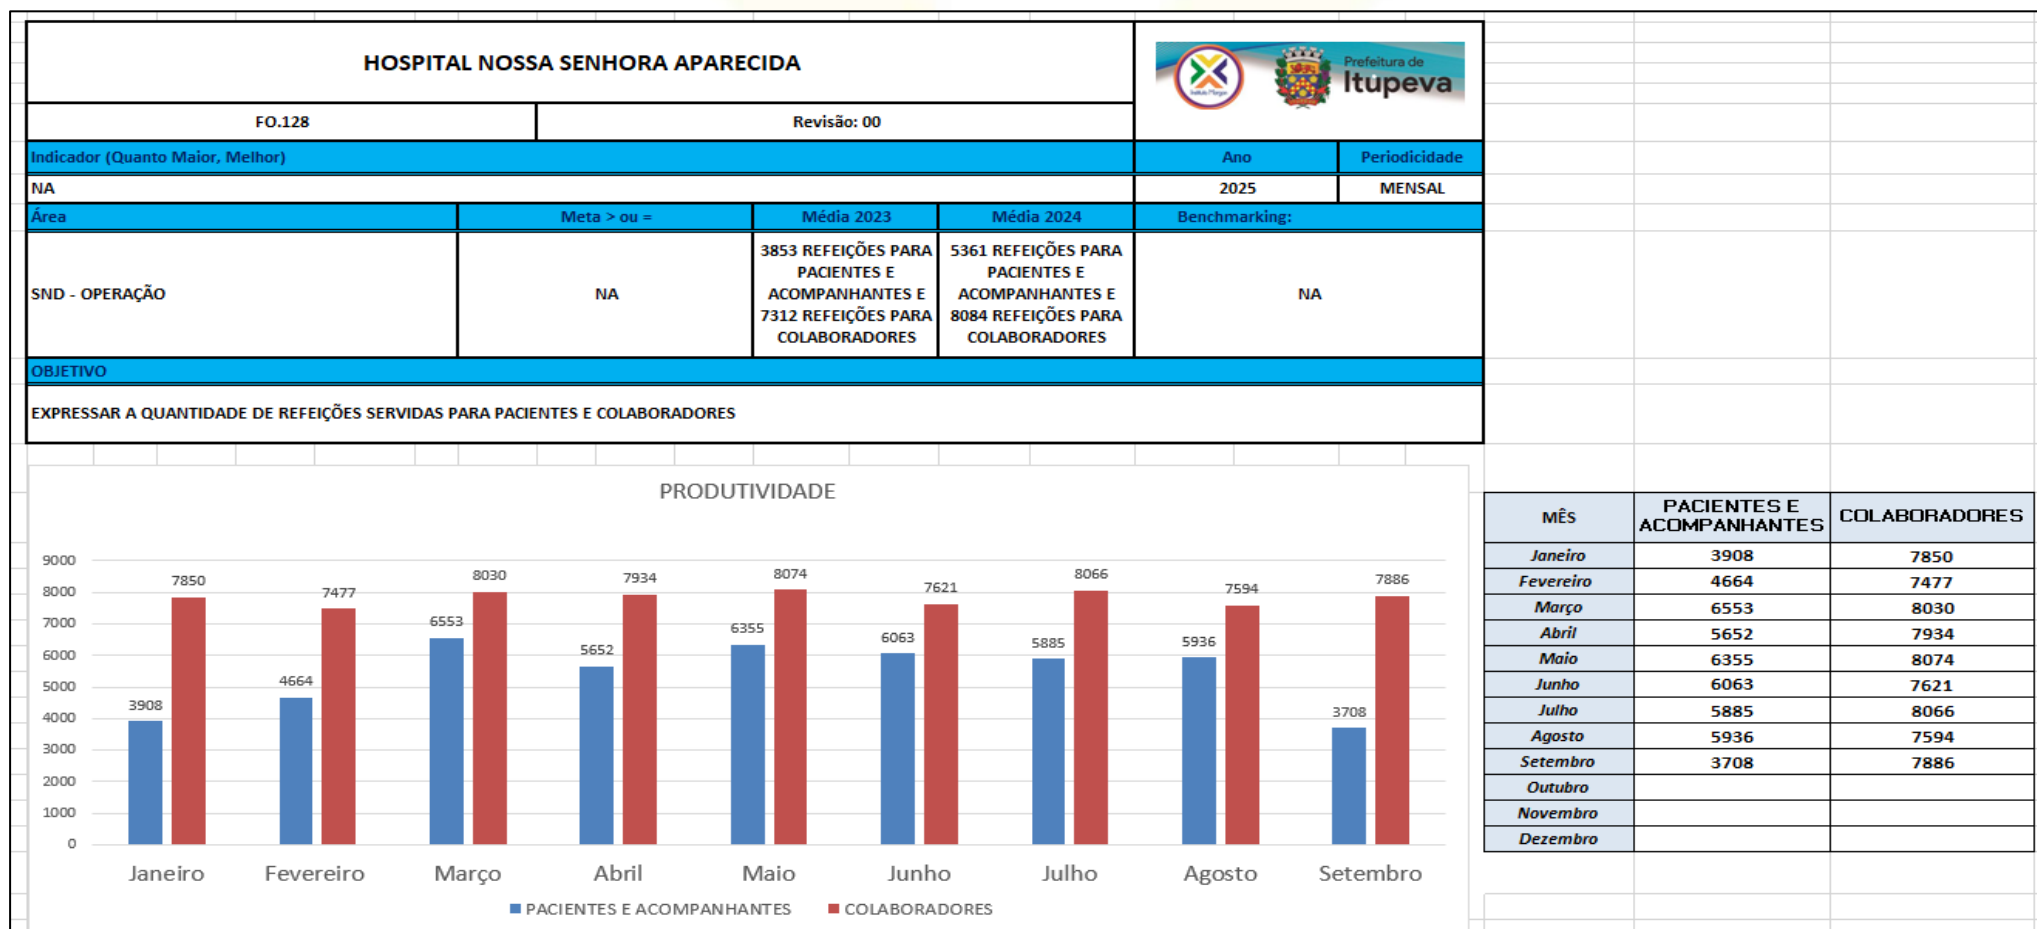 HOSPITAL NOSSA SENHORA APARECIDA
Prefeitura de
Itupeva
FO.128
Revisão: 00
Indicador (Quanto Maior, Melhor)
Ano
Periodicidade
NA
2025
MENSAL
Área
Meta > ou =
Média 2023
Média 2024
Benchmarking:
SND - OPERAÇÃO
NA
3853 REFEIÇÕES PARA
PACIENTES E
ACOMPANHANTES E
7312 REFEIÇÕES PARA
COLABORADORES
5361 REFEIÇÕES PARA
PACIENTES E
ACOMPANHANTES E
8084 REFEIÇÕES PARA
COLABORADORES
NA
OBJETIVO
EXPRESSAR A QUANTIDADE DE REFEIÇÕES SERVIDAS PARA PACIENTES E COLABORADORES
PRODUTIVIDADE
9000
8000
7000
6000
5000
4000
3000
2000
1000
0
3908 7850
4664 7477
6553 8030
5652 7934
6355 8074
6063 7621
5885 8066
5936 7594
3708 7886
Janeiro Fevereiro Março Abril Maio Junho Julho Agosto Setembro
PACIENTES E ACOMPANHANTES COLABORADORES
MÊS
PACIENTES E
ACOMPANHANTES
COLABORADORES
Janeiro 3908 7850
Fevereiro 4664 7477
Março 6553 8030
Abril 5652 7934
Maio 6355 8074
Junho 6063 7621
Julho 5885 8066
Agosto 5936 7594
Setembro 3708 7886
Outubro
Novembro
Dezembro